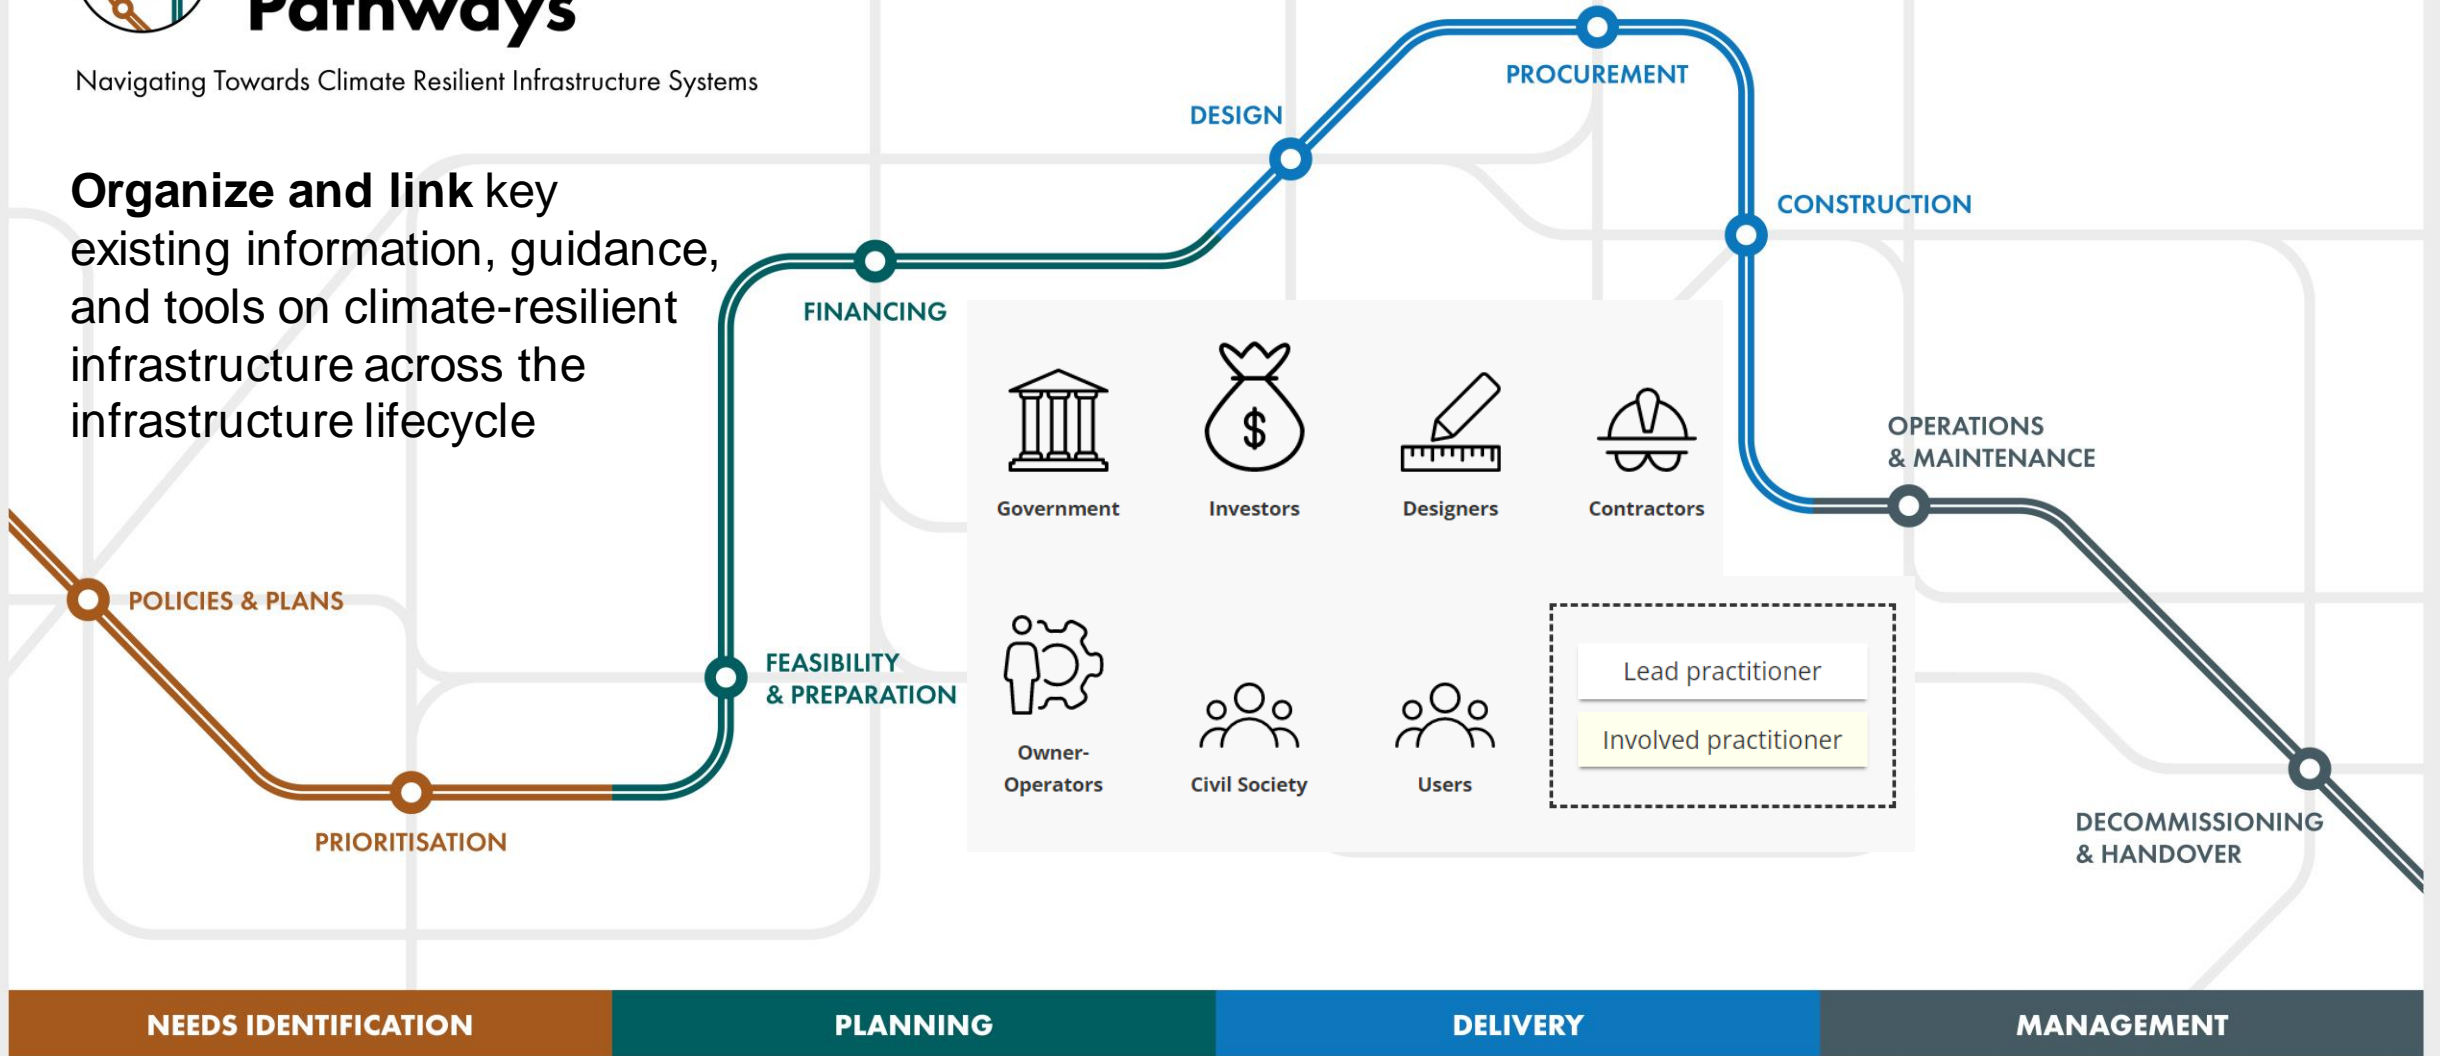 Pathways
Navigating Towards Climate Resilient Infrastructure Systems
Organize and link key
existing information, guidance,
and tools on climate-resilient
infrastructure across the
infrastructure lifecycle
POLICIES & PLANS
PRIORITISATION
FEASIBILITY
& PREPARATION
FINANCING
DESIGN
PROCUREMENT
CONSTRUCTION
OPERATIONS
& MAINTENANCE
DECOMMISSIONING
& HANDOVER
$
Government
Investors
Designers
Contractors
Owner-
Operators
Civil Society
Users
Lead practitioner
Involved practitioner
NEEDS IDENTIFICATION
PLANNING
DELIVERY
MANAGEMENT